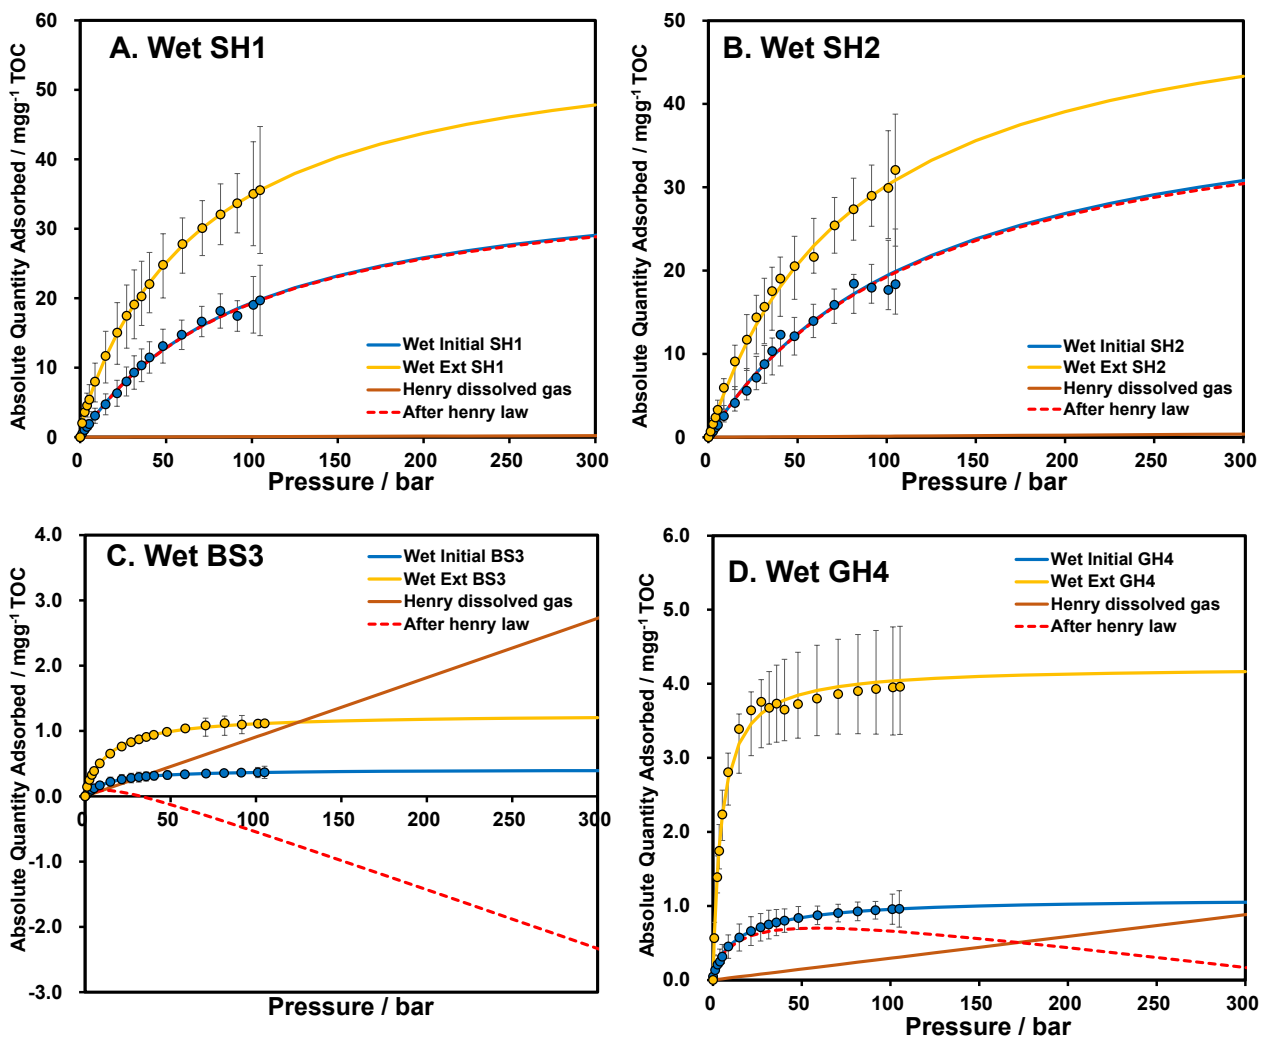 A. Wet SH1
Absolute Quantity Adsorbed / mgg⁻¹ TOC
60
50
40
30
20
10
0
Wet Initial SH1
Wet Ext SH1
Henry dissolved gas
After henry law
0 50 100 150 200 250 300
Pressure / bar
B. Wet SH2
Absolute Quantity Adsorbed / mgg⁻¹ TOC
50
40
30
20
10
0
Wet Initial SH2
Wet Ext SH2
Henry dissolved gas
After henry law
0 50 100 150 200 250 300
Pressure / bar
C. Wet BS3
Absolute Quantity Adsorbed / mgg⁻¹ TOC
4.0
3.0
2.0
1.0
0.0
-1.0
-2.0
-3.0
Wet Initial BS3
Wet Ext BS3
Henry dissolved gas
After henry law
0 50 100 150 200 250 300
Pressure / bar
D. Wet GH4
Absolute Quantity Adsorbed / mgg⁻¹ TOC
6.0
5.0
4.0
3.0
2.0
1.0
0.0
Wet Initial GH4
Wet Ext GH4
Henry dissolved gas
After henry law
0 50 100 150 200 250 300
Pressure / bar